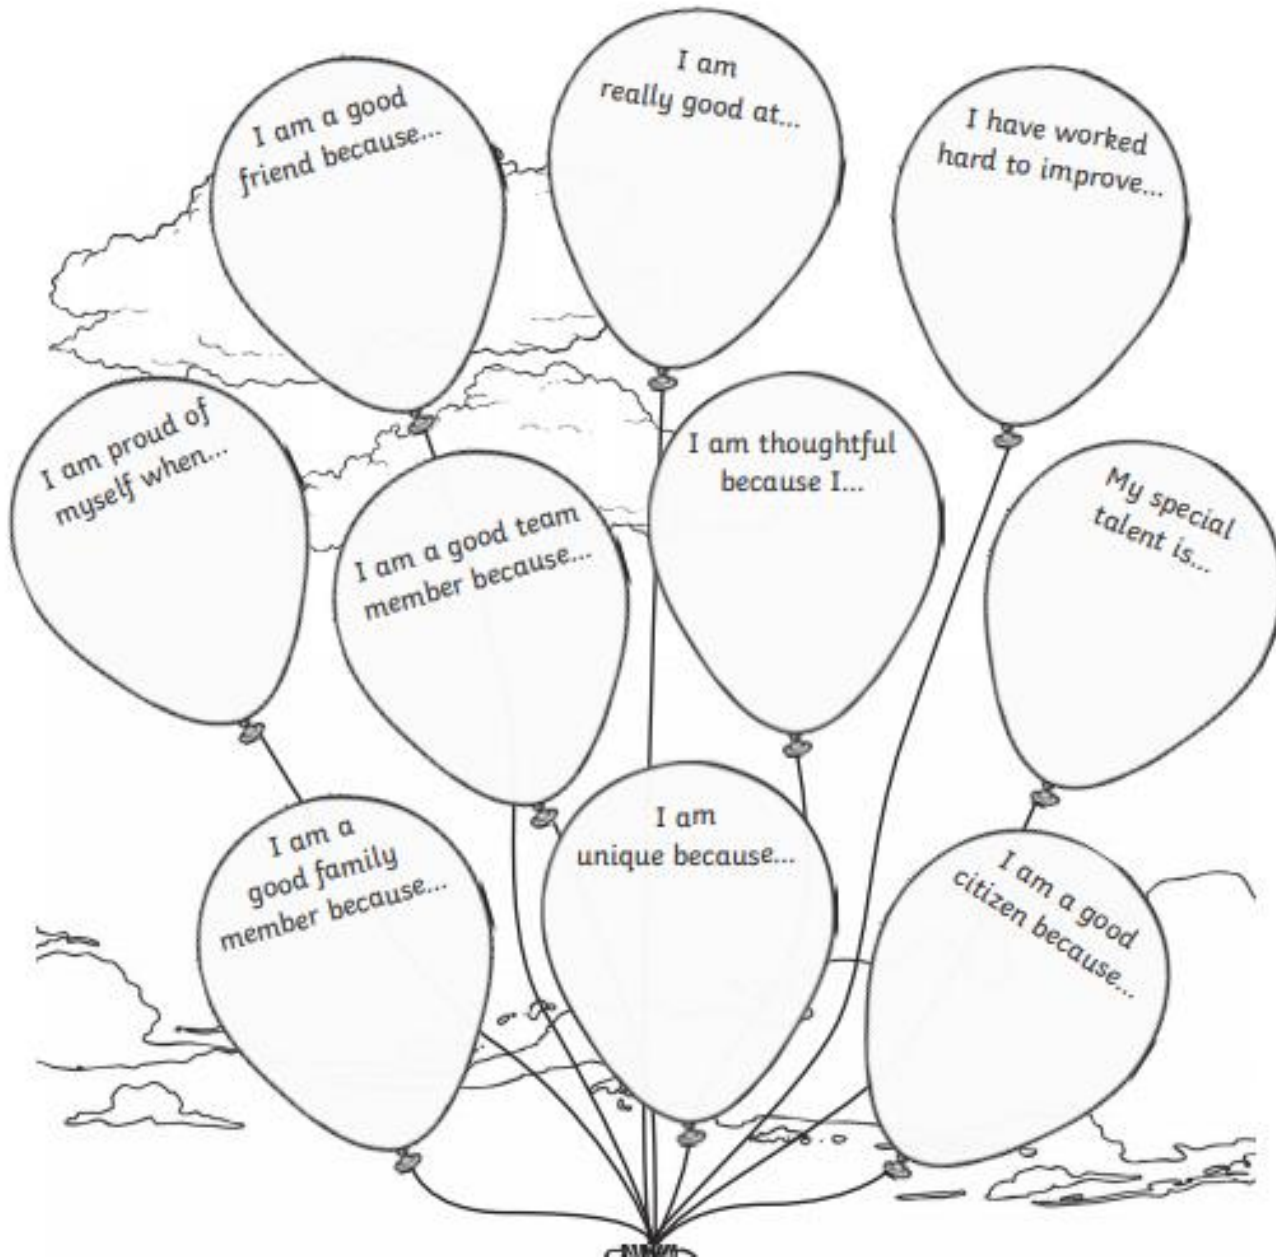 I am a good
friend because...
I am
really good at...
I have worked
hard to improve...
I am proud of
myself when...
I am a good team
member because...
I am thoughtful
because I...
My special
talent is...
I am a
good family
member because...
I am
unique because...
I am a good
citizen because...